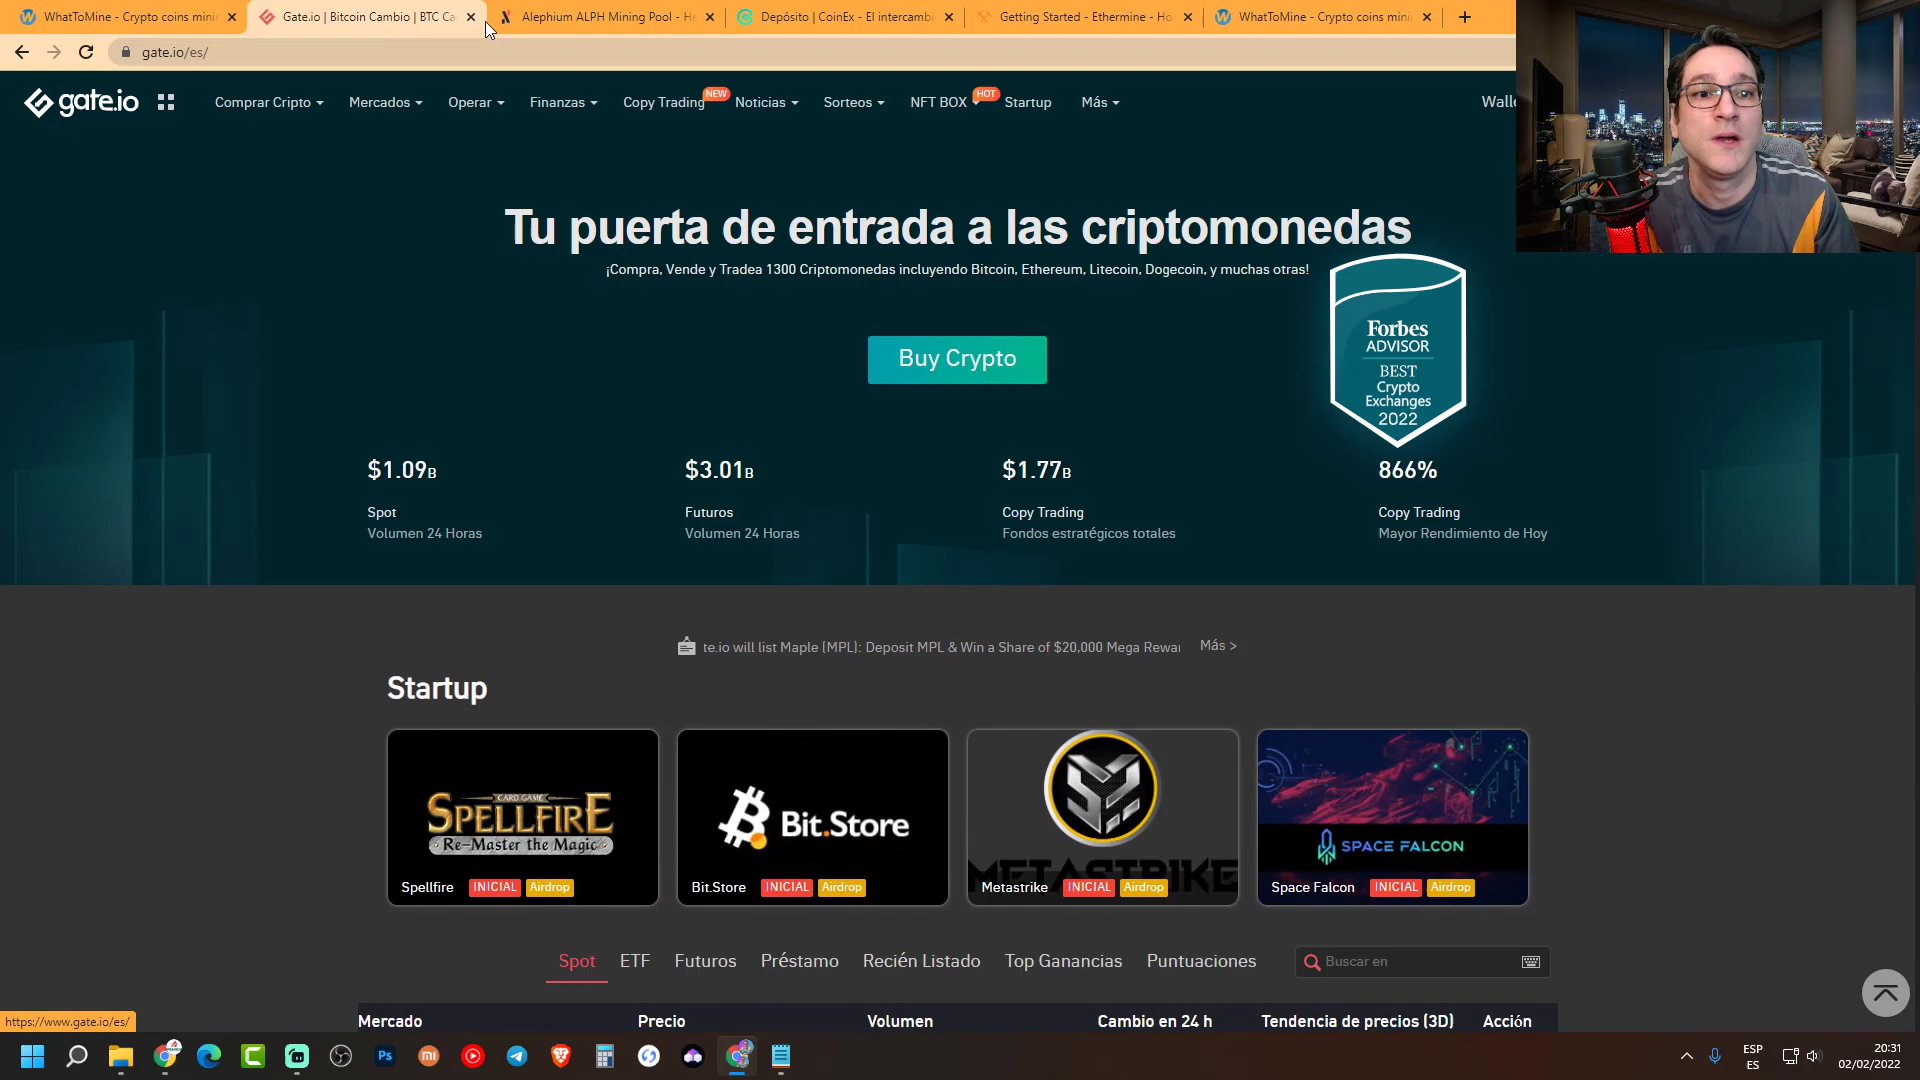 WhatToMine - Crypto coins mini
Gate.io | Bitcoin Cambio | BTC Ca
Alephium ALPH Mining Pool - He
Depósito | CoinEx - El intercambi
Getting Started - Ethermine - Ho
WhatToMine - Crypto coins mini
gate.io/es/
gate.io
Comprar Cripto
Mercados
Operar
Finanzas
Copy Trading
NEW
Noticias
Sorteos
NFT BOX
HOT
Startup
Más
Walle
Tu puerta de entrada a las criptomonedas
¡Compra, Vende y Tradea 1300 Criptomonedas incluyendo Bitcoin, Ethereum, Litecoin, Dogecoin, y muchas otras!
Buy Crypto
Forbes
ADVISOR
BEST
Crypto
Exchanges
2022
$1.09B
$3.01B
$1.77B
866%
Spot
Futuros
Copy Trading
Copy Trading
Volumen 24 Horas
Volumen 24 Horas
Fondos estratégicos totales
Mayor Rendimiento de Hoy
te.io will list Maple (MPL): Deposit MPL & Win a Share of $20,000 Mega Rewar
Más >
Startup
CARD GAME
SPELLFIRE
Re-Master the Magic
Spellfire
INICIAL
Airdrop
Bit.Store
Bit.Store
INICIAL
Airdrop
METASTRIKE
Metastrike
INICIAL
Airdrop
SPACE FALCON
Space Falcon
INICIAL
Airdrop
Spot
ETF
Futuros
Préstamo
Recién Listado
Top Ganancias
Puntuaciones
Buscar en
https://www.gate.io/es/
Mercado
Precio
Volumen
Cambio en 24 h
Tendencia de precios (3D)
Acción
Ps
ESP
ES
20:31
02/02/2022